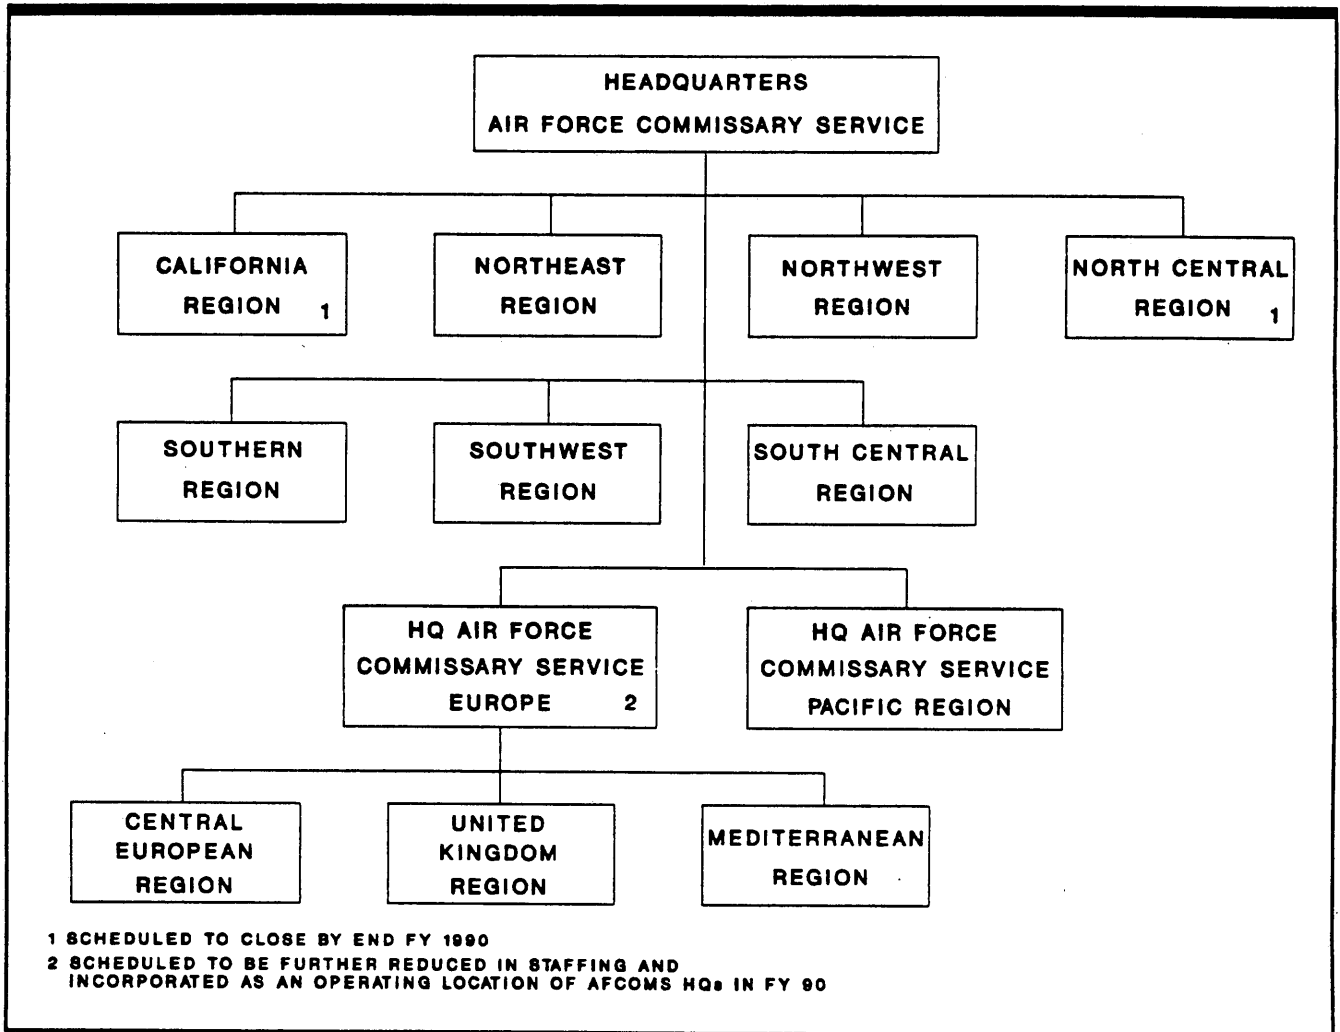 HEADQUARTERS
AIR FORCE COMMISSARY SERVICE
CALIFORNIA
REGION 1
NORTHEAST
REGION
NORTHWEST
REGION
NORTH CENTRAL
REGION 1
SOUTHERN
REGION
SOUTHWEST
REGION
SOUTH CENTRAL
REGION
HQ AIR FORCE
COMMISSARY SERVICE
EUROPE 2
HQ AIR FORCE
COMMISSARY SERVICE
PACIFIC REGION
CENTRAL
EUROPEAN
REGION
UNITED
KINGDOM
REGION
MEDITERRANEAN
REGION
1 SCHEDULED TO CLOSE BY END FY 1990
2 SCHEDULED TO BE FURTHER REDUCED IN STAFFING AND
INCORPORATED AS AN OPERATING LOCATION OF AFCOMS HQs IN FY 90